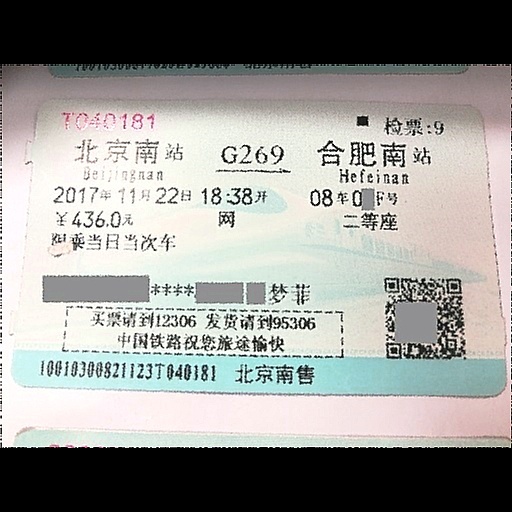 T040181 检票:9
北京南站 G269 合肥南站
Beijingnan Hefeinan
2017年11月22日 18:38开 08车0 F号
￥436.0元 网 二等座
限乘当日当次车
**** 梦菲
买票请到12306 发货请到95306
中国铁路祝您旅途愉快
10010300821123T040181 北京南售